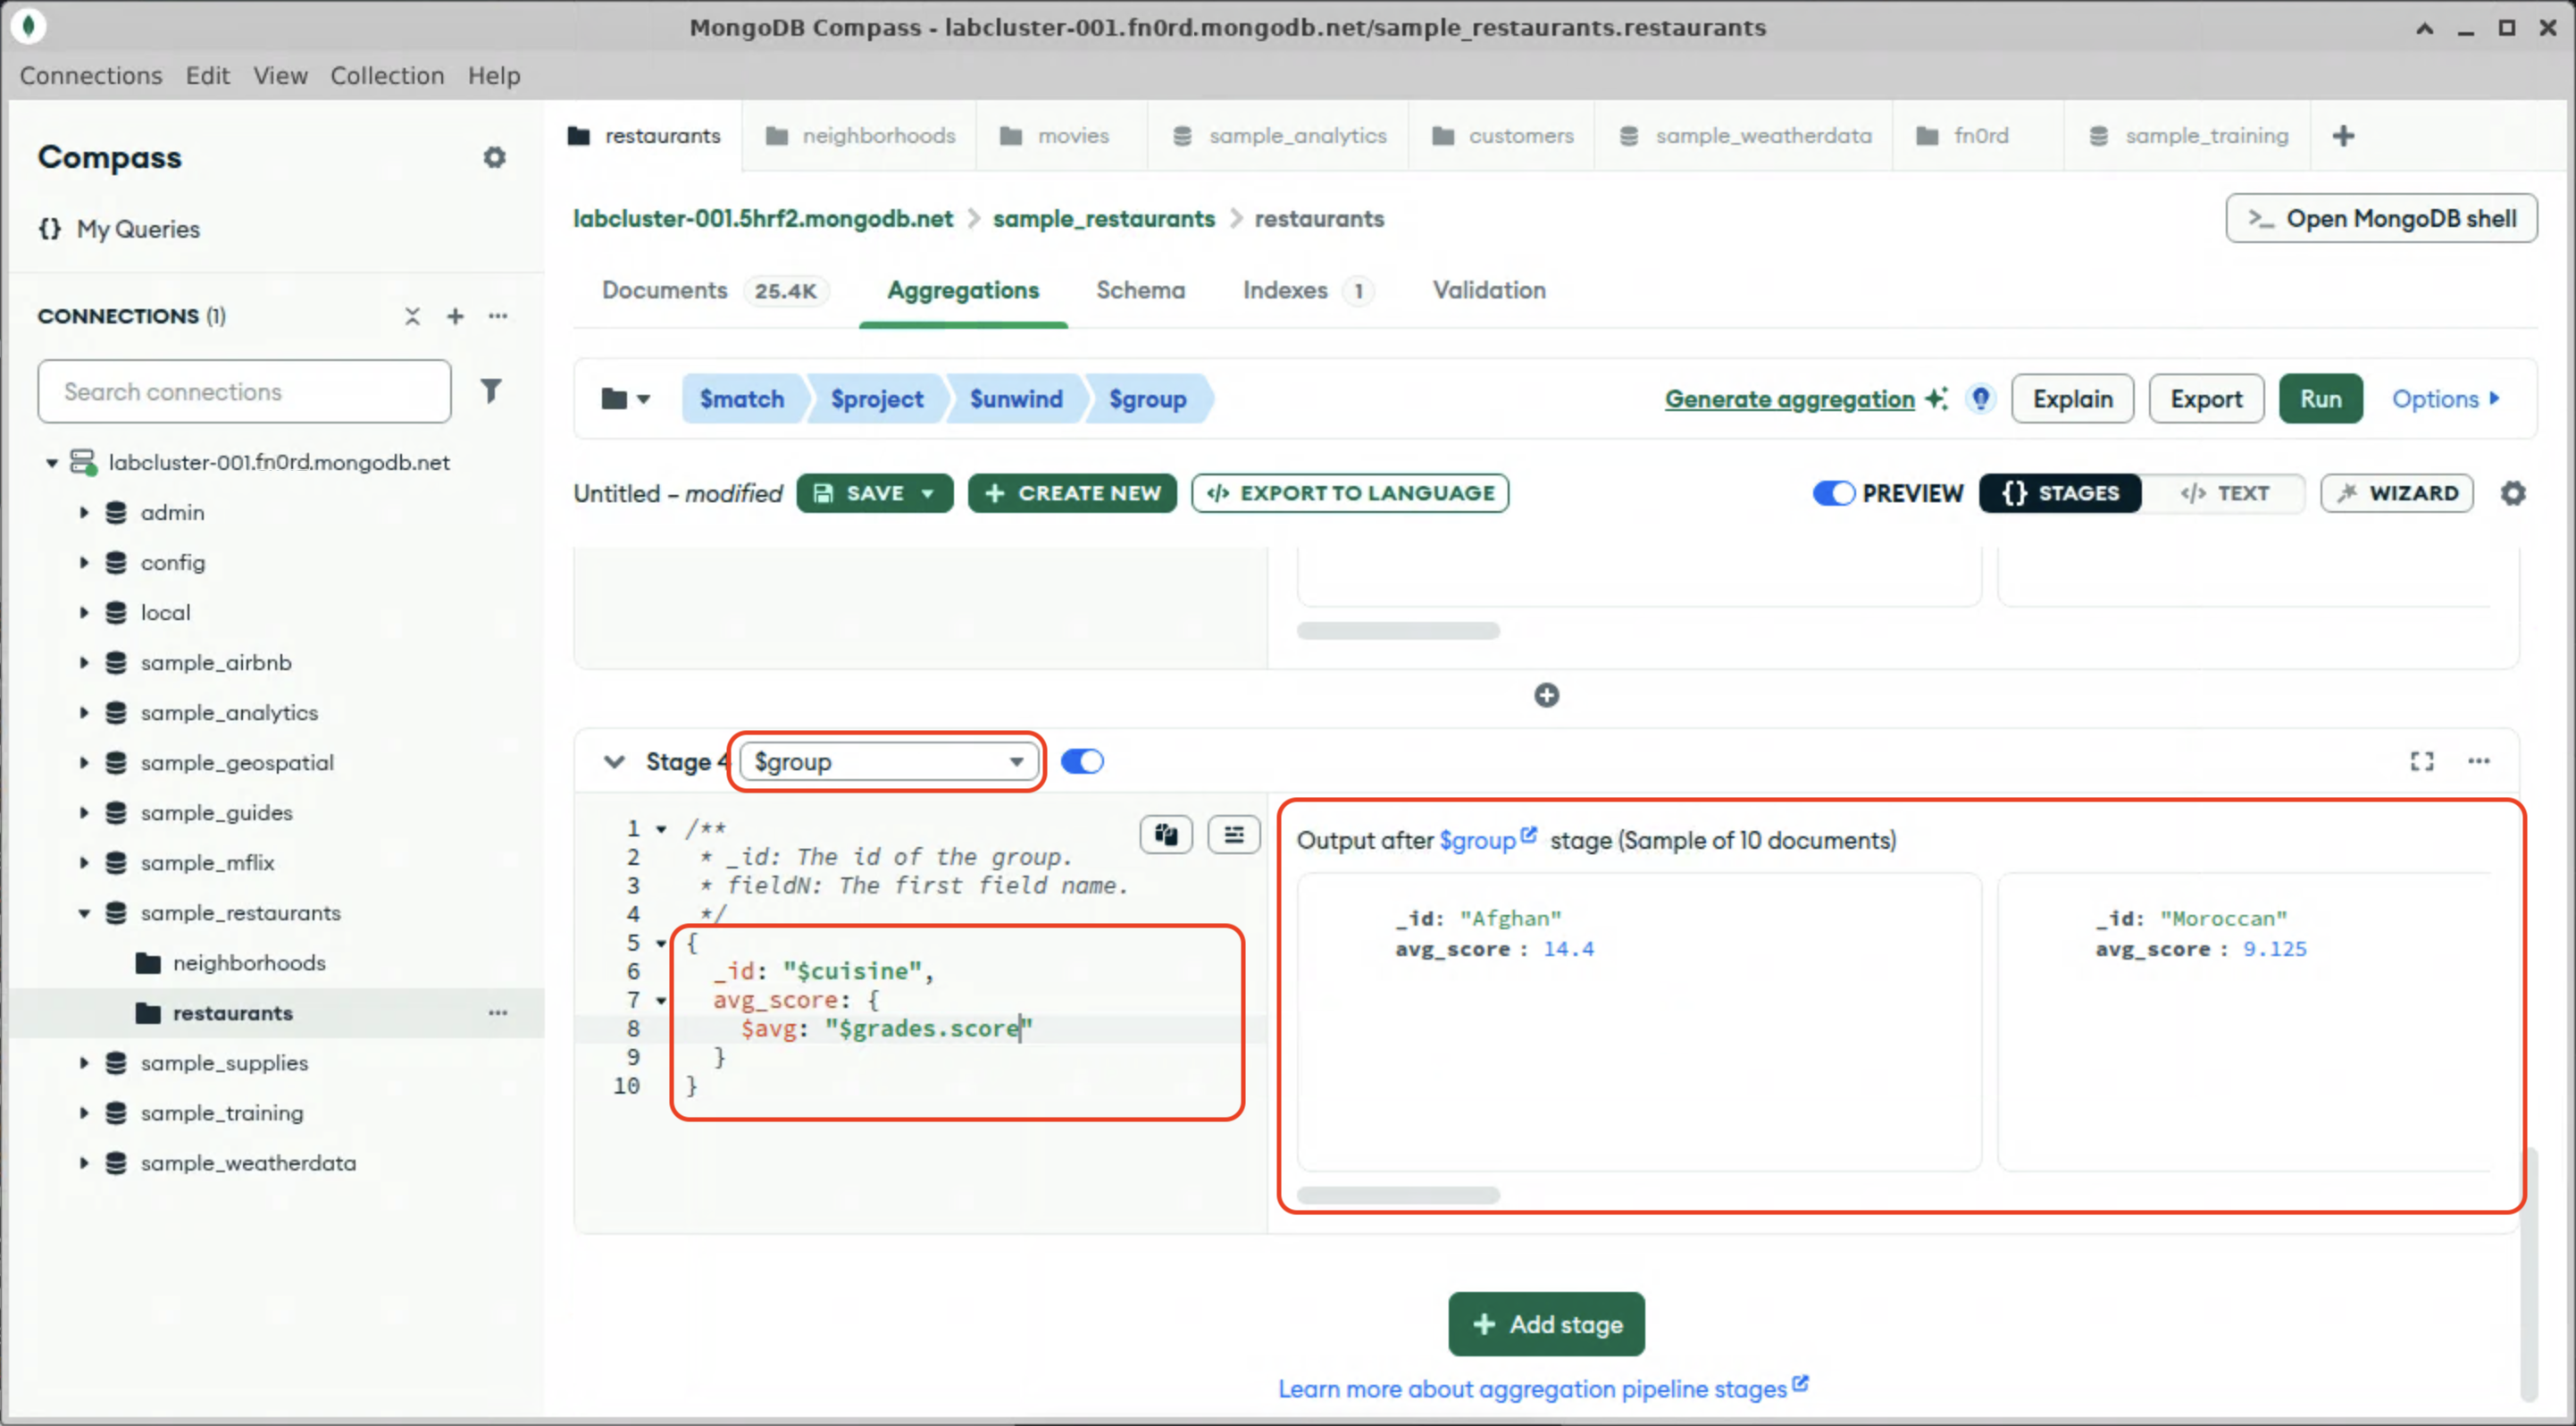 MongoDB Compass - labcluster-001.fn0rd.mongodb.net/sample_restaurants.restaurants
Connections Edit View Collection Help
Compass
{} My Queries
CONNECTIONS (1)
Search connections
labcluster-001.fn0rd.mongodb.net
admin
config
local
sample_airbnb
sample_analytics
sample_geospatial
sample_guides
sample_mflix
sample_restaurants
neighborhoods
restaurants
sample_supplies
sample_training
sample_weatherdata
restaurants neighborhoods movies sample_analytics customers sample_weatherdata fn0rd sample_training
labcluster-001.5hrf2.mongodb.net > sample_restaurants > restaurants
>_ Open MongoDB shell
Documents 25.4K Aggregations Schema Indexes 1 Validation
$match $project $unwind $group
Generate aggregation Explain Export Run Options
Untitled – modified SAVE + CREATE NEW </> EXPORT TO LANGUAGE
PREVIEW {} STAGES </> TEXT WIZARD
Stage 4 $group
1 /**
2 * _id: The id of the group.
3 * fieldN: The first field name.
4 */
5 {
6 _id: "$cuisine",
7 avg_score: {
8 $avg: "$grades.score"
9 }
10 }
Output after $group stage (Sample of 10 documents)
_id: "Afghan"
avg_score : 14.4
_id: "Moroccan"
avg_score : 9.125
+ Add stage
Learn more about aggregation pipeline stages